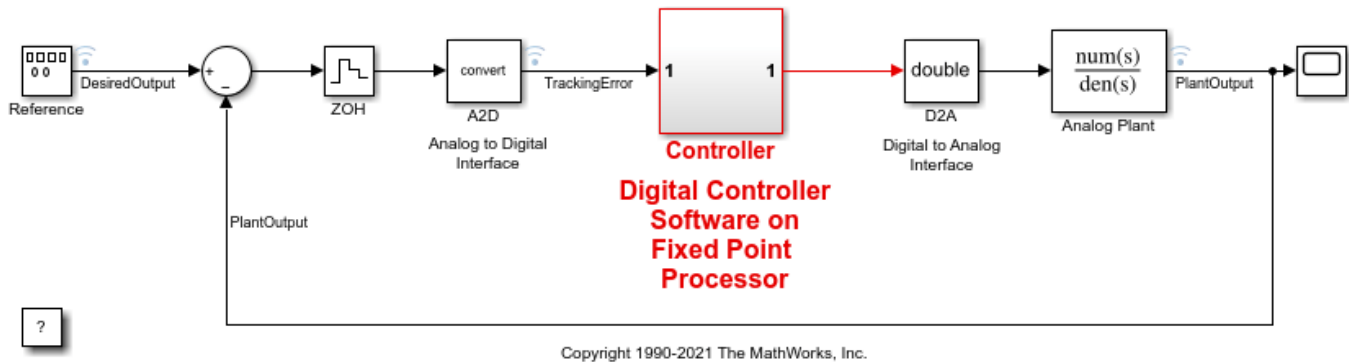 Reference
DesiredOutput
+
−
ZOH
convert
A2D
Analog to Digital
Interface
TrackingError
1
1
Controller
Digital Controller
Software on
Fixed Point
Processor
double
D2A
Digital to Analog
Interface
num(s)
den(s)
Analog Plant
PlantOutput
PlantOutput
?
Copyright 1990-2021 The MathWorks, Inc.